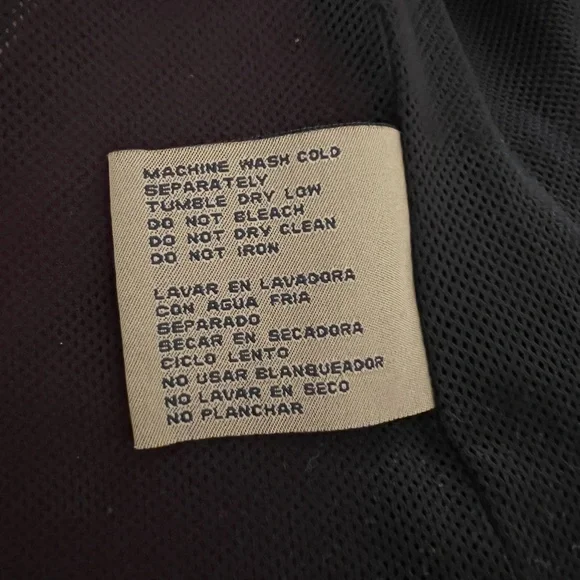 MACHINE WASH COLD
SEPARATELY
TUMBLE DRY LOW
DO NOT BLEACH
DO NOT DRY CLEAN
DO NOT IRON
LAVAR EN LAVADORA
CON AGUA FRIA
SEPARADO
SECAR EN SECADORA
CICLO LENTO
NO USAR BLANQUEADOR
NO LAVAR EN SECO
NO PLANCHAR